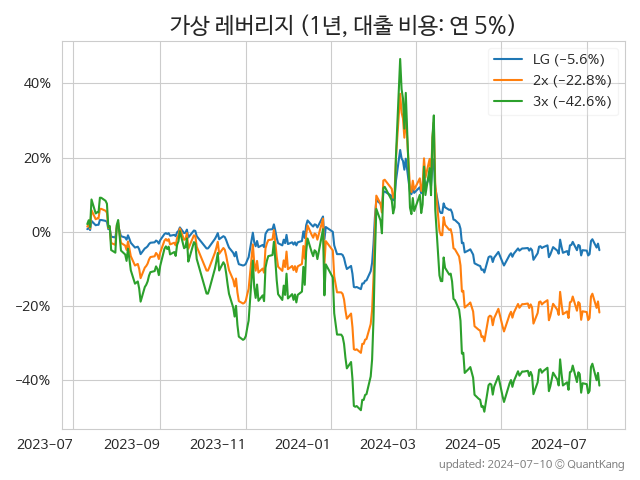 가상 레버리지 (1년, 대출 비용: 연 5%)
LG (−5.6%)
2x (−22.8%)
3x (−42.6%)
40%
20%
0%
−20%
−40%
2023-07 2023-09 2023-11 2024-01 2024-03 2024-05 2024-07
updated: 2024-07-10 © QuantKang